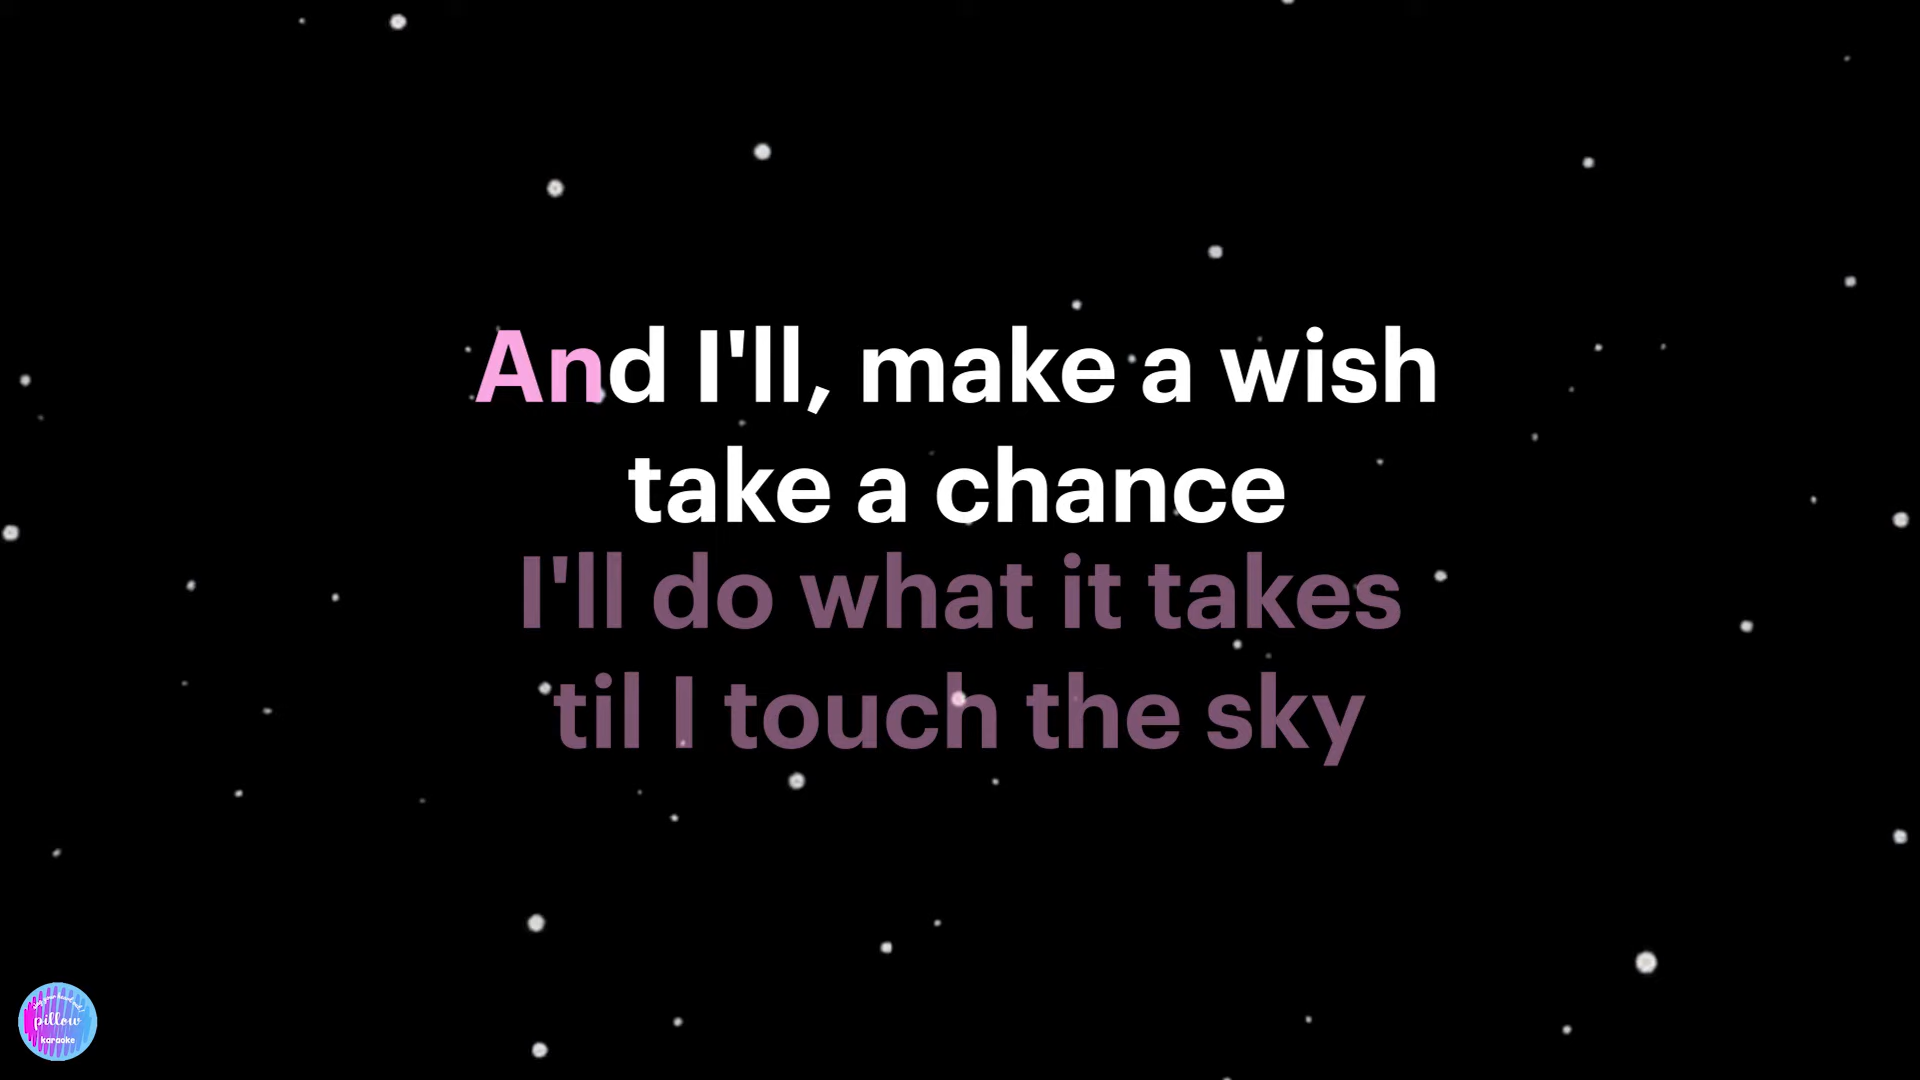 And I'll, make a wish
take a chance
I'll do what it takes
til I touch the sky
pillow
karaoke